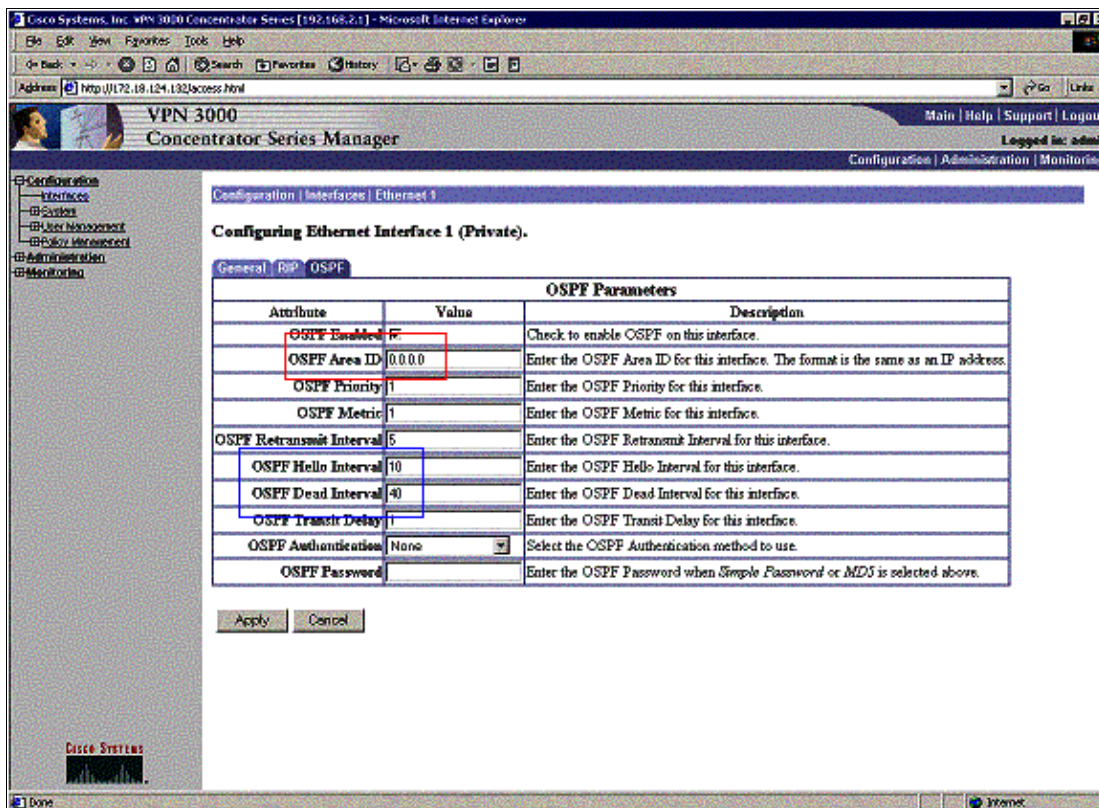 Cisco Systems, Inc. VPN 3000 Concentrator Series [192.168.2.1] - Microsoft Internet Explorer
File Edit View Favorites Tools Help
Back Search Favorites History
Address http://172.18.124.132/access.html Go Links
VPN 3000
Concentrator Series Manager
Main | Help | Support | Logou
Logged in: admi
Configuration | Administration | Monitorin
Configuration
Interfaces
System
User Management
Policy Management
Administration
Monitoring
Configuration | Interfaces | Ethernet 1
Configuring Ethernet Interface 1 (Private).
General RIP OSPF
OSPF Parameters
Attribute Value Description
OSPF Enabled Check to enable OSPF on this interface.
OSPF Area ID 0.0.0.0 Enter the OSPF Area ID for this interface. The format is the same as an IP address.
OSPF Priority 1 Enter the OSPF Priority for this interface.
OSPF Metric 1 Enter the OSPF Metric for this interface.
OSPF Retransmit Interval 5 Enter the OSPF Retransmit Interval for this interface.
OSPF Hello Interval 10 Enter the OSPF Hello Interval for this interface.
OSPF Dead Interval 40 Enter the OSPF Dead Interval for this interface.
OSPF Transit Delay 1 Enter the OSPF Transit Delay for this interface.
OSPF Authentication None Select the OSPF Authentication method to use.
OSPF Password Enter the OSPF Password when Simple Password or MD5 is selected above.
Apply Cancel
CISCO SYSTEMS
Done Internet